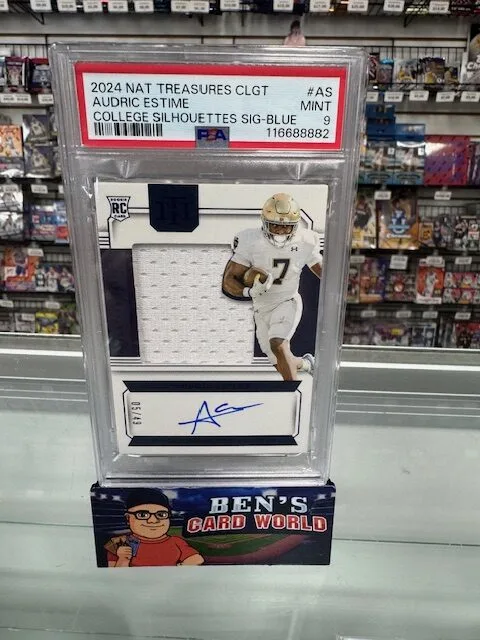 2024 NAT TREASURES CLGT #AS
AUDRIC ESTIME MINT
COLLEGE SILHOUETTES SIG-BLUE 9
PSA 116688882
RC
7
05/49
BEN'S
CARD WORLD